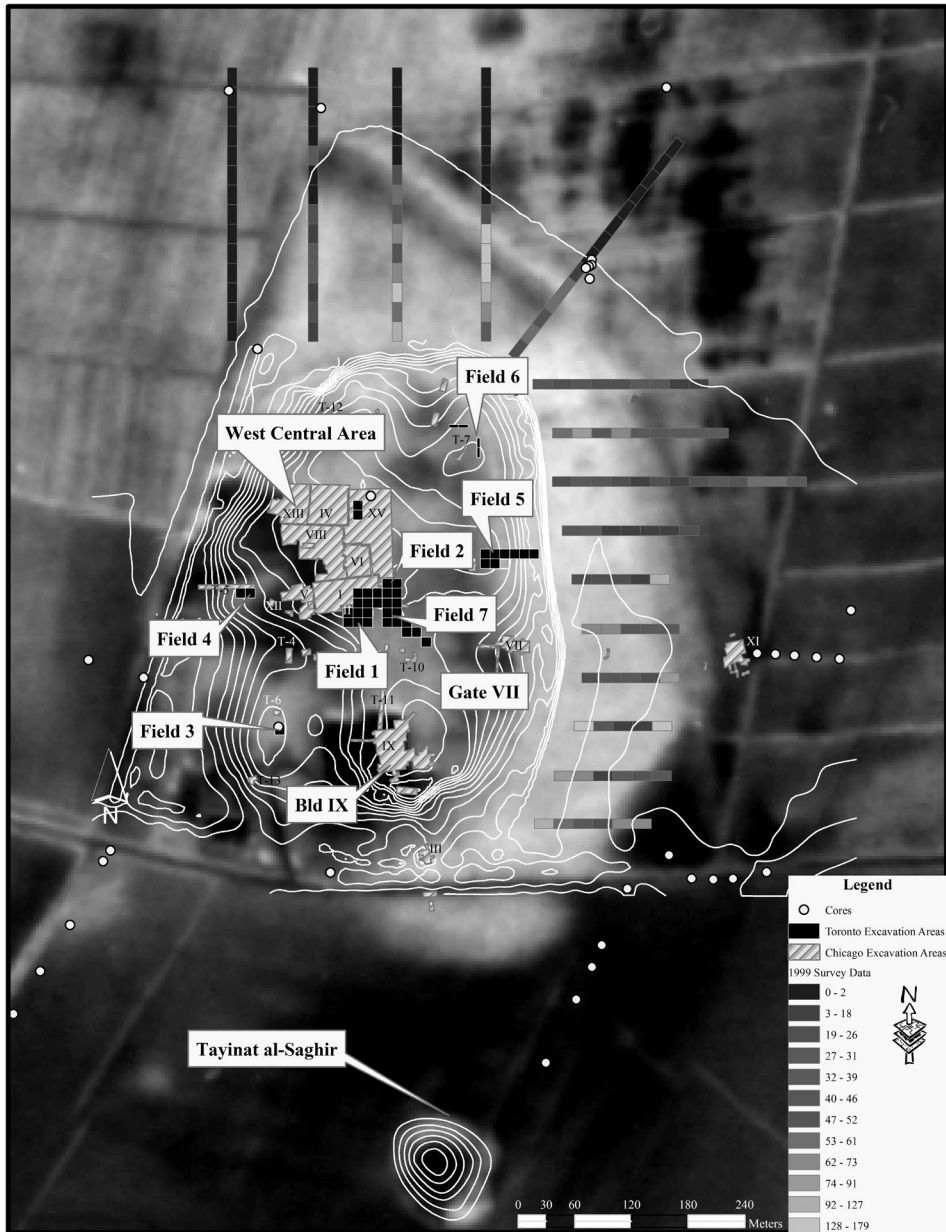 Field 6
T-12
West Central Area
T-7
Field 5
XIII
IV
XV
VIII
Field 2
VI
V
I
XII
II
Field 7
Field 4
T-4
VII
XI
Field 1
T-10
Gate VII
T-6
T-11
Field 3
IX
T-13
Bld IX
N
III
Legend
Cores
Toronto Excavation Areas
Chicago Excavation Areas
1999 Survey Data
N
0 - 2
3 - 18
19 - 26
27 - 31
32 - 39
40 - 46
47 - 52
53 - 61
62 - 73
74 - 91
92 - 127
128 - 179
Tayinat al-Saghir
0 30 60 120 180 240
Meters